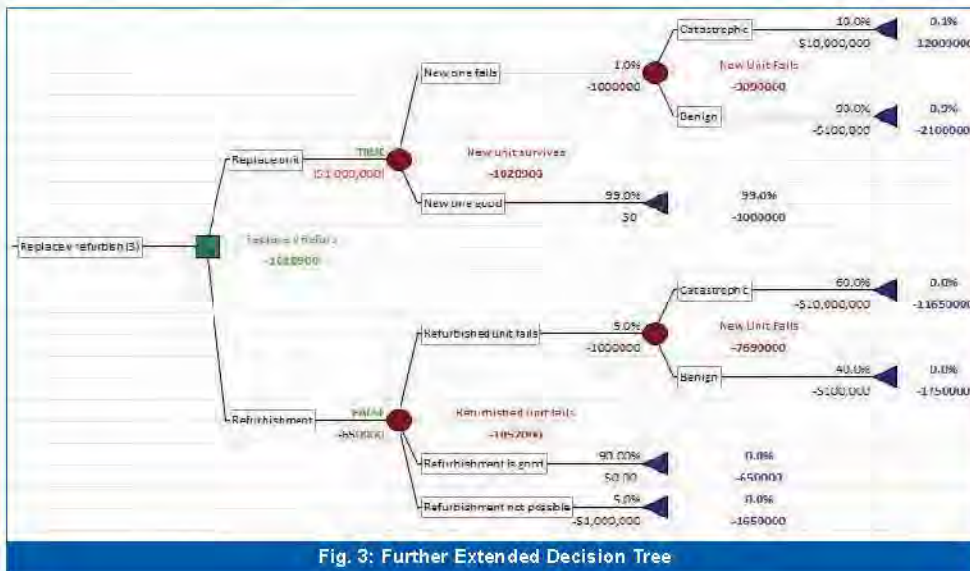 Catastrophic
10.0%
0.1%
$10,000,000
New one fails
1.0%
-1000000
New Unit Fails
Benign
90.0%
0.9%
-$100,000
-2100000
Replace unit
TRUE
New unit survives
($1,000,000)
-1020900
New one good
99.0%
99.0%
$0
-1000000
Replace v refurbish ($)
Replace v Refurb
Catastrophic
60.0%
0.0%
-$10,000,000
-11650000
Refurbished unit fails
5.0%
-1000000
New Unit Fails
-7690000
Benign
40.0%
0.0%
-$100,000
-1750000
Refurbishment
FALSE
Refurbished unit fails
-650000
Refurbishment is good
90.00%
0.0%
$0.00
-650000
Refurbishment not possible
5.0%
0.0%
-$1,000,000
-1650000
Fig. 3: Further Extended Decision Tree